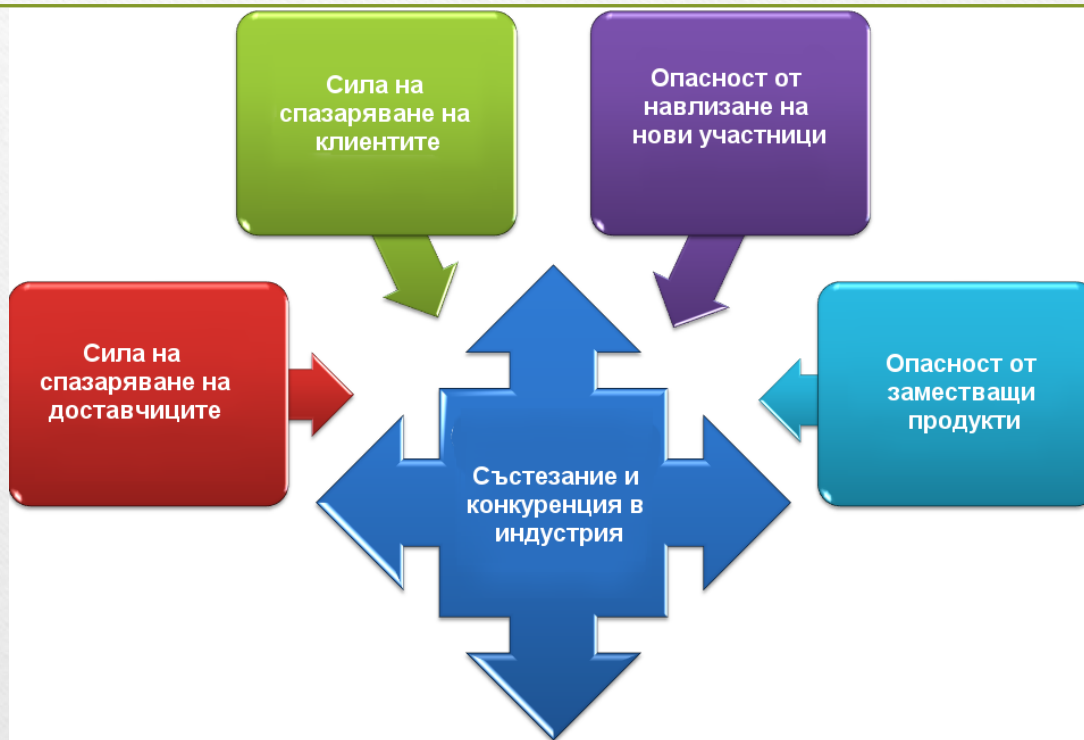 Сила на
спазаряване на
клиентите
Опасност от
навлизане на
нови участници
Сила на
спазаряване на
доставчиците
Опасност от
заместващи
продукти
Състезание и
конкуренция в
индустрия